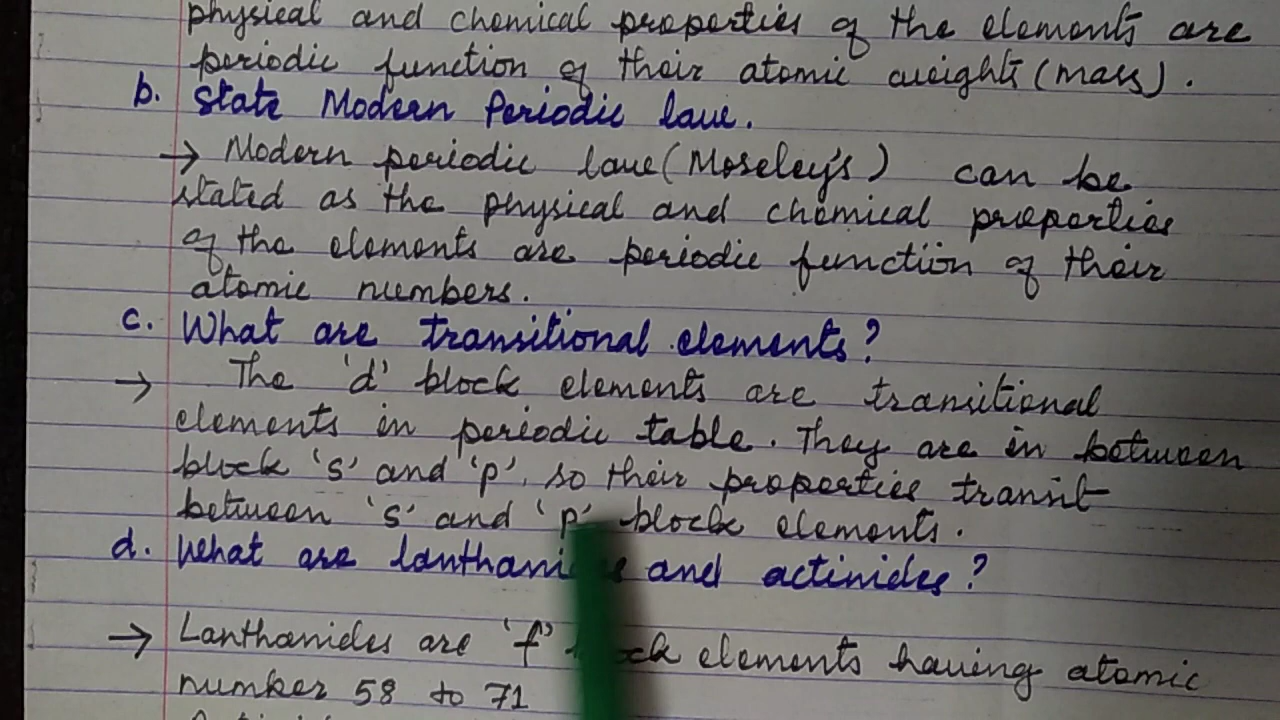 physical and chemical properties of the elements are
periodic function of their atomic weights (mass).
b. State Modern Periodic law.
→ Modern periodic law (Moseley's) can be
stated as the physical and chemical properties
of the elements are periodic function of their
atomic numbers.
c. What are transitional elements?
→ The 'd' block elements are transitional
elements in periodic table. They are in between
block 's' and 'p', so their properties transit
between 's' and 'p' block elements.
d. What are and actinides?
→ Lanthanides are 'f' elements having atomic
number 58 to 71